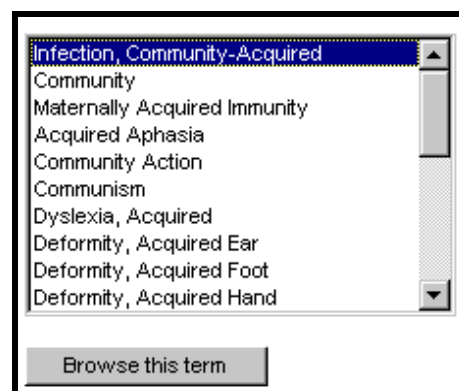 Infection, Community-Acquired
Community
Maternally Acquired Immunity
Acquired Aphasia
Community Action
Communism
Dyslexia, Acquired
Deformity, Acquired Ear
Deformity, Acquired Foot
Deformity, Acquired Hand
Browse this term